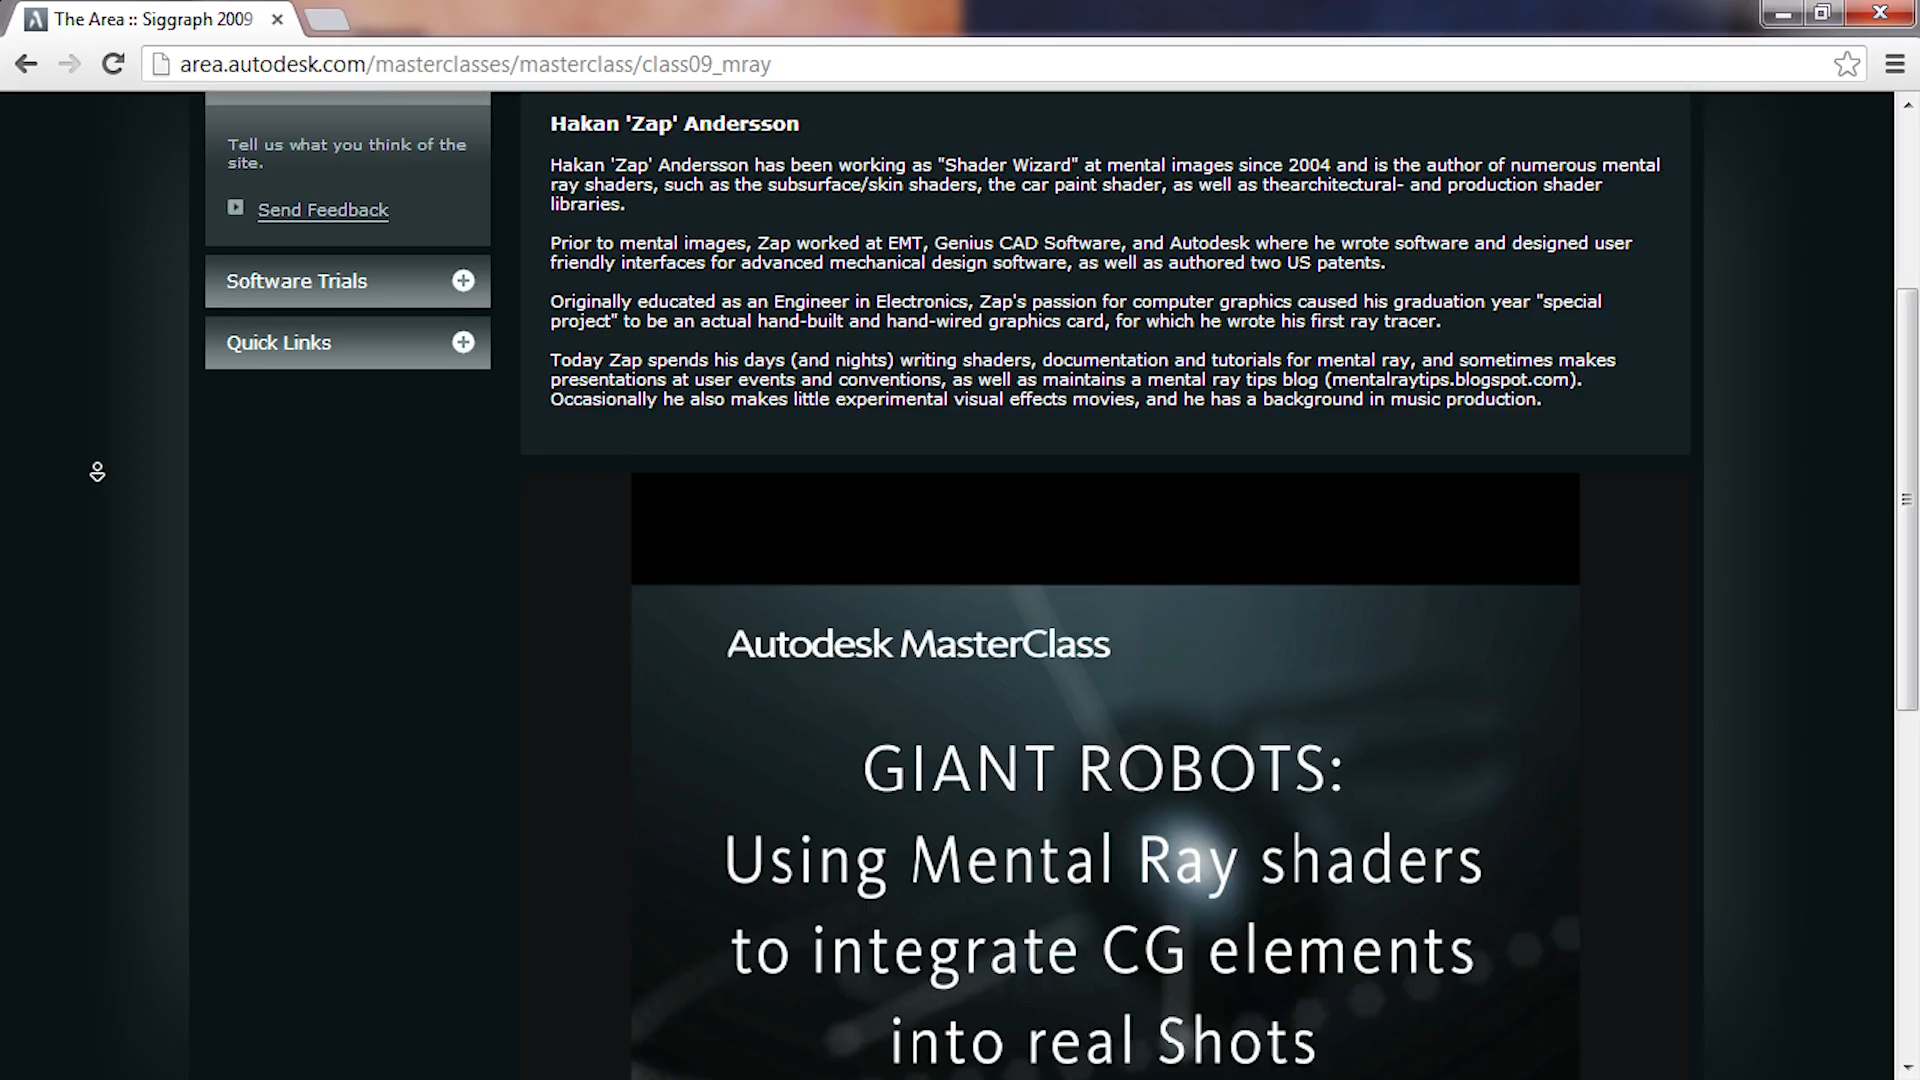 The Area :: Siggraph 2009
area.autodesk.com/masterclasses/masterclass/class09_mray
Tell us what you think of the
site.
Send Feedback
Software Trials
Quick Links
Hakan 'Zap' Andersson
Hakan 'Zap' Andersson has been working as "Shader Wizard" at mental images since 2004 and is the author of numerous mental
ray shaders, such as the subsurface/skin shaders, the car paint shader, as well as thearchitectural- and production shader
libraries.
Prior to mental images, Zap worked at EMT, Genius CAD Software, and Autodesk where he wrote software and designed user
friendly interfaces for advanced mechanical design software, as well as authored two US patents.
Originally educated as an Engineer in Electronics, Zap's passion for computer graphics caused his graduation year "special
project" to be an actual hand-built and hand-wired graphics card, for which he wrote his first ray tracer.
Today Zap spends his days (and nights) writing shaders, documentation and tutorials for mental ray, and sometimes makes
presentations at user events and conventions, as well as maintains a mental ray tips blog (mentalraytips.blogspot.com).
Occasionally he also makes little experimental visual effects movies, and he has a background in music production.
Autodesk MasterClass
GIANT ROBOTS:
Using Mental Ray shaders
to integrate CG elements
into real Shots